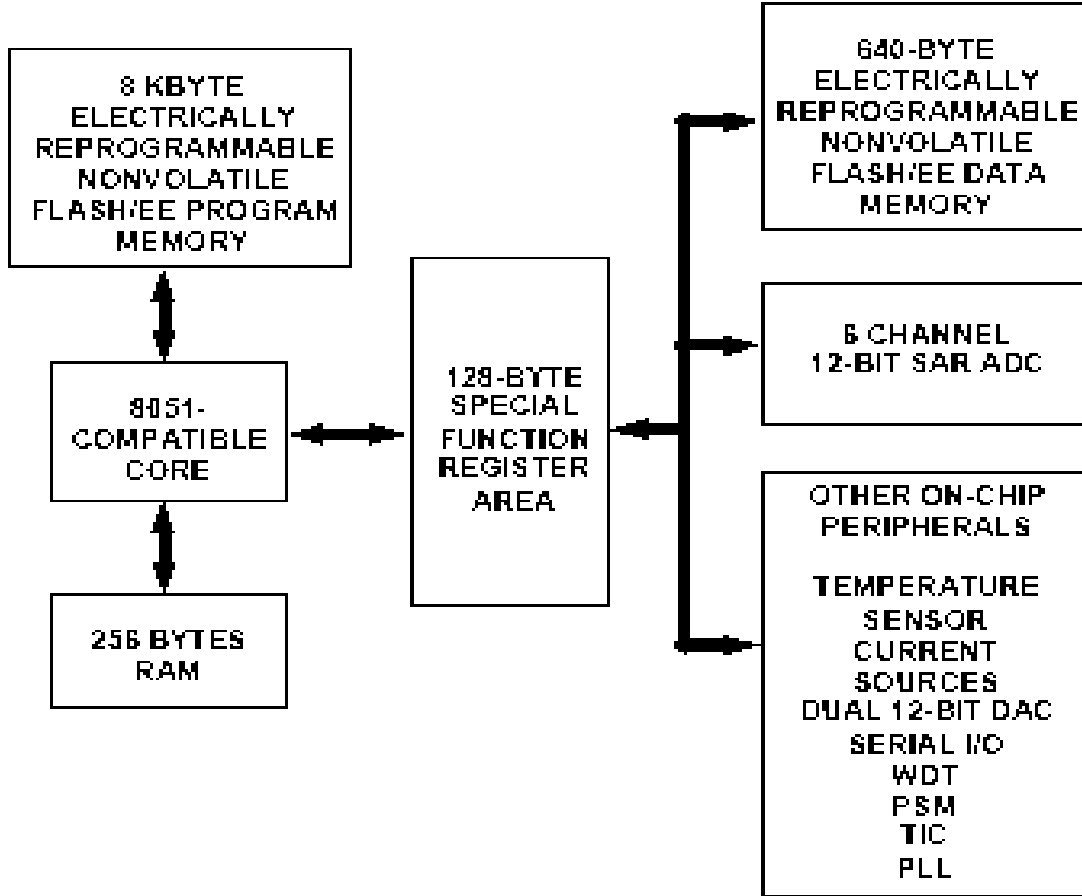 8 KBYTE
ELECTRICALLY
REPROGRAMMABLE
NONVOLATILE
FLASH/EE PROGRAM
MEMORY
8051-
COMPATIBLE
CORE
256 BYTES
RAM
128-BYTE
SPECIAL
FUNCTION
REGISTER
AREA
640-BYTE
ELECTRICALLY
REPROGRAMMABLE
NONVOLATILE
FLASH/EE DATA
MEMORY
6 CHANNEL
12-BIT SAR ADC
OTHER ON-CHIP
PERIPHERALS
TEMPERATURE
SENSOR
CURRENT
SOURCES
DUAL 12-BIT DAC
SERIAL I/O
WDT
PSM
TIC
PLL